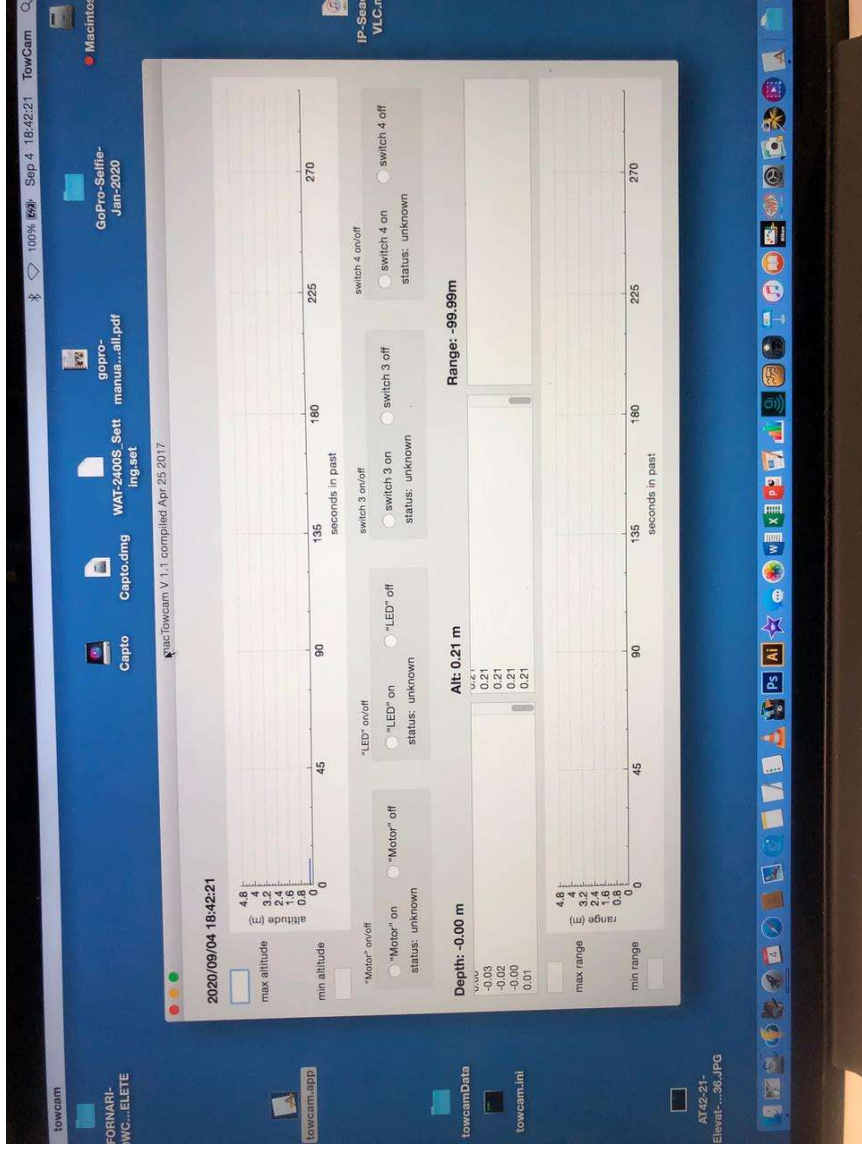 towcam
100% Sep 4 18:42:21 TowCam
FORNARI-
OWC...ELETE
towcam.app
towcamData
towcam.ini
AT42-21-
Elevat-...36.JPG
Capto
Capto.dmg
WAT-2400S_Sett
ing.set
gopro-
manua...all.pdf
GoPro-Selfie-
Jan-2020
Macintos
IP-Sea
VLC.r
macTowcam V 1.1 compiled Apr 25 2017
2020/09/04 18:42:21
max altitude
min altitude
altitude (m)
4.8
4
3.2
2.4
1.6
0.8
0
0 45 90 135 180 225 270
seconds in past
"Motor" on/off
"Motor" on "Motor" off
status: unknown
"LED" on/off
"LED" on "LED" off
status: unknown
switch 3 on/off
switch 3 on switch 3 off
status: unknown
switch 4 on/off
switch 4 on switch 4 off
status: unknown
Depth: -0.00 m
0.00
-0.03
-0.02
-0.00
0.01
Alt: 0.21 m
0.21
0.21
0.21
0.21
0.21
Range: -99.99m
max range
min range
range (m)
4.8
4
3.2
2.4
1.6
0.8
0
0 45 90 135 180 225 270
seconds in past
4
Ps
Ai
W
X
P